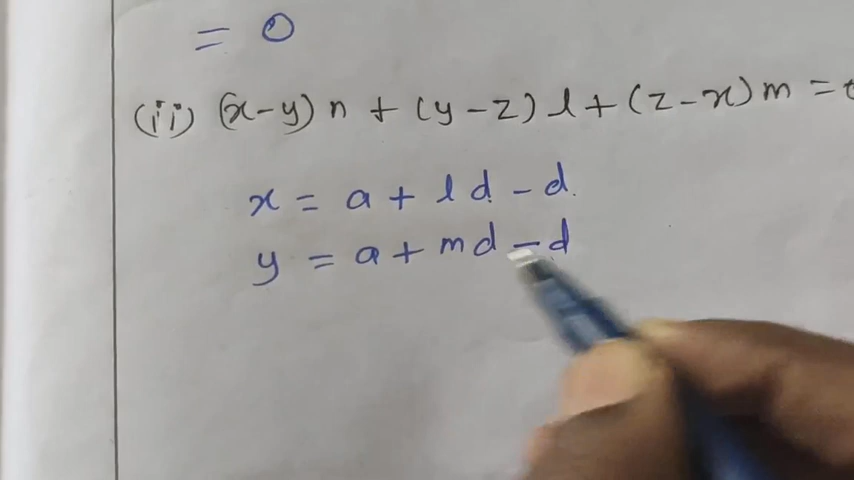 = 0
(ii) (x-y) n + (y-z) l + (z-x) m =
x = a + ld - d
y = a + md - d